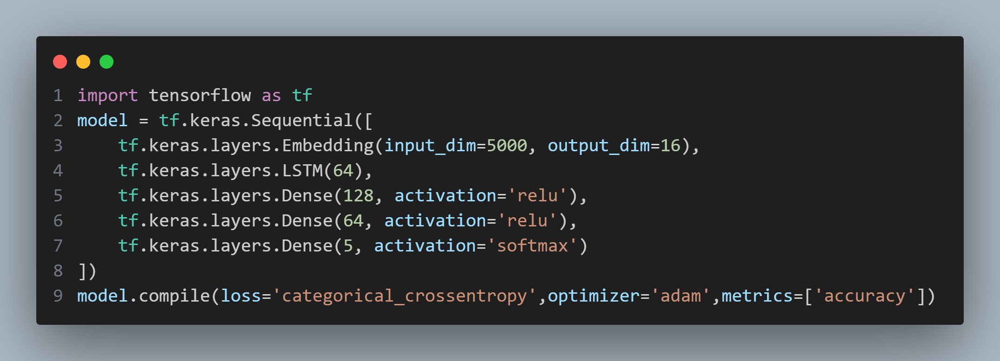 1 import tensorflow as tf
2 model = tf.keras.Sequential([
3     tf.keras.layers.Embedding(input_dim=5000, output_dim=16),
4     tf.keras.layers.LSTM(64),
5     tf.keras.layers.Dense(128, activation='relu'),
6     tf.keras.layers.Dense(64, activation='relu'),
7     tf.keras.layers.Dense(5, activation='softmax')
8 ])
9 model.compile(loss='categorical_crossentropy',optimizer='adam',metrics=['accuracy'])